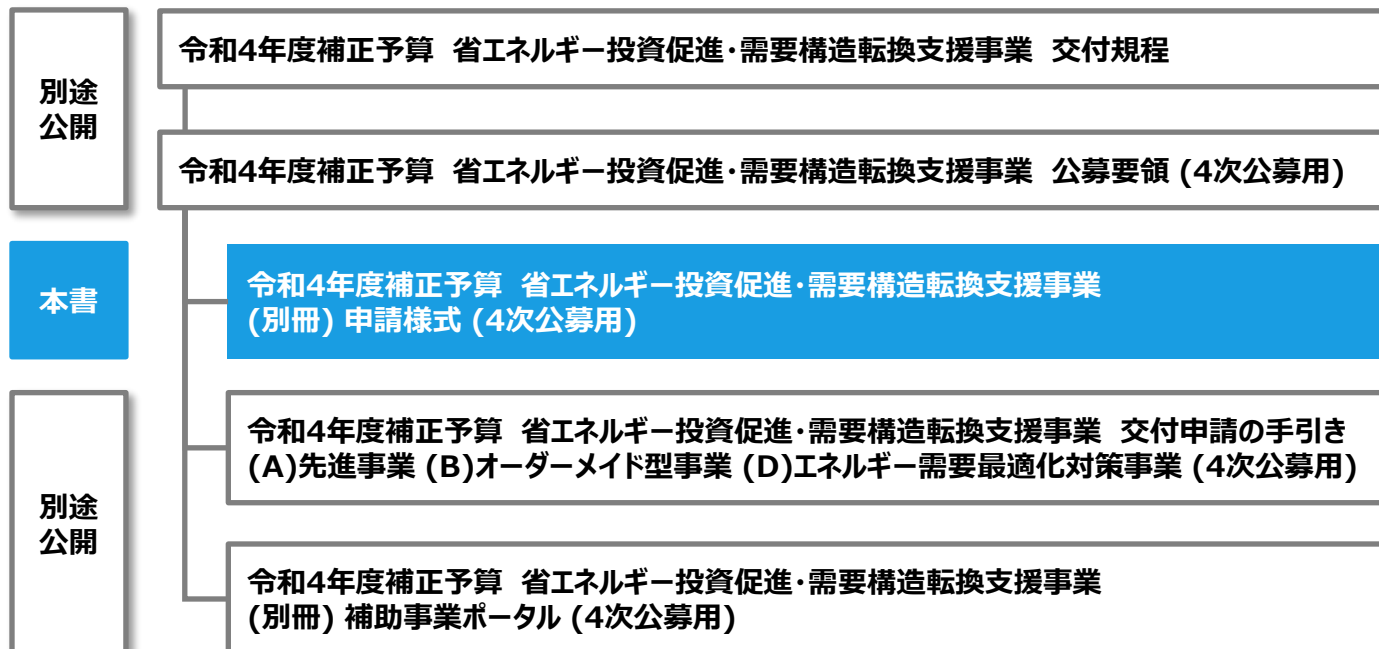 別途
公開
令和4年度補正予算 省エネルギー投資促進･需要構造転換支援事業 交付規程
令和4年度補正予算 省エネルギー投資促進･需要構造転換支援事業 公募要領 (4次公募用)
本書
令和4年度補正予算 省エネルギー投資促進･需要構造転換支援事業
(別冊) 申請様式 (4次公募用)
別途
公開
令和4年度補正予算 省エネルギー投資促進･需要構造転換支援事業 交付申請の手引き
(A)先進事業 (B)オーダーメイド型事業 (D)エネルギー需要最適化対策事業 (4次公募用)
令和4年度補正予算 省エネルギー投資促進･需要構造転換支援事業
(別冊) 補助事業ポータル (4次公募用)